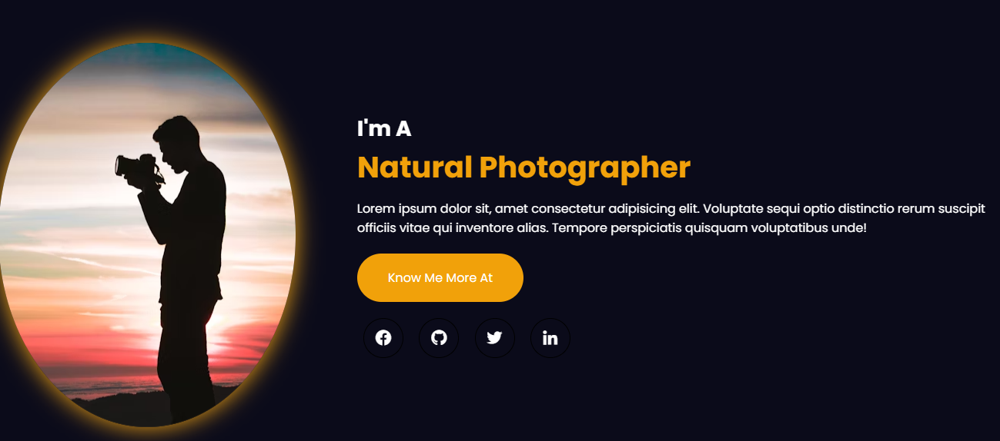 I'm A
Natural Photographer
Lorem ipsum dolor sit, amet consectetur adipisicing elit. Voluptate sequi optio distinctio rerum suscipit
officiis vitae qui inventore alias. Tempore perspiciatis quisquam voluptatibus unde!
Know Me More At
in